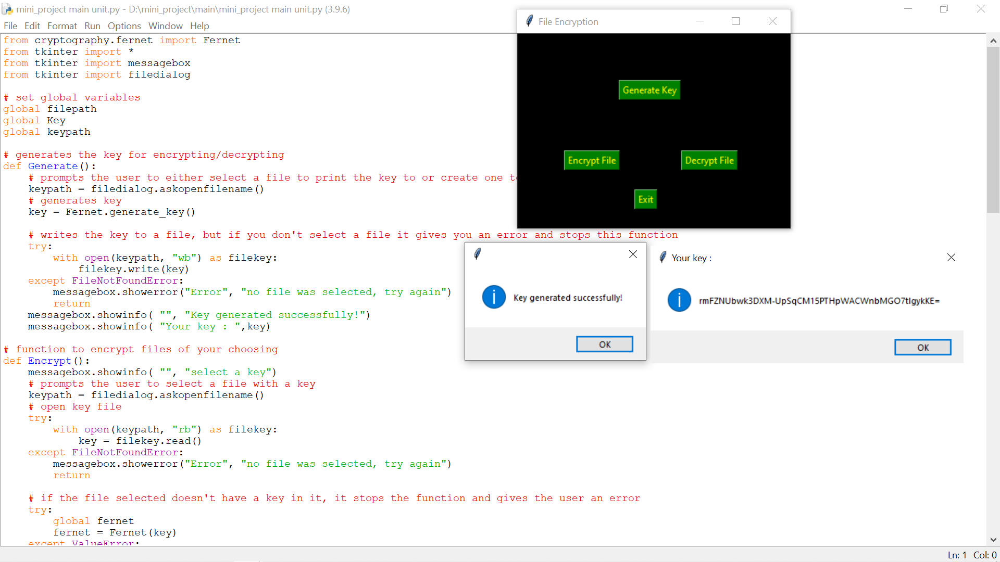 mini_project main unit.py - D:\mini_project\main\mini_project main unit.py (3.9.6)
File Edit Format Run Options Window Help
from cryptography.fernet import Fernet
from tkinter import *
from tkinter import messagebox
from tkinter import filedialog
# set global variables
global filepath
global Key
global keypath
# generates the key for encrypting/decrypting
def Generate():
    # prompts the user to either select a file to print the key to or create one t
    keypath = filedialog.askopenfilename()
    # generates key
    key = Fernet.generate_key()
    # writes the key to a file, but if you don't select a file it gives you an error and stops this function
    try:
        with open(keypath, "wb") as filekey:
            filekey.write(key)
    except FileNotFoundError:
        messagebox.showerror("Error", "no file was selected, try again")
        return
    messagebox.showinfo( "", "Key generated successfully!")
    messagebox.showinfo( "Your key : ",key)
# function to encrypt files of your choosing
def Encrypt():
    messagebox.showinfo( "", "select a key")
    # prompts the user to select a file with a key
    keypath = filedialog.askopenfilename()
    # open key file
    try:
        with open(keypath, "rb") as filekey:
            key = filekey.read()
    except FileNotFoundError:
        messagebox.showerror("Error", "no file was selected, try again")
        return
    # if the file selected doesn't have a key in it, it stops the function and gives the user an error
    try:
        global fernet
        fernet = Fernet(key)
    except ValueError:
File Encryption
Generate Key
Encrypt File
Decrypt File
Exit
Key generated successfully!
OK
Your key :
rmFZNUbwk3DXM-UpSqCM15PTHpWACWnbMGO7tIgykKE=
OK
Ln: 1 Col: 0